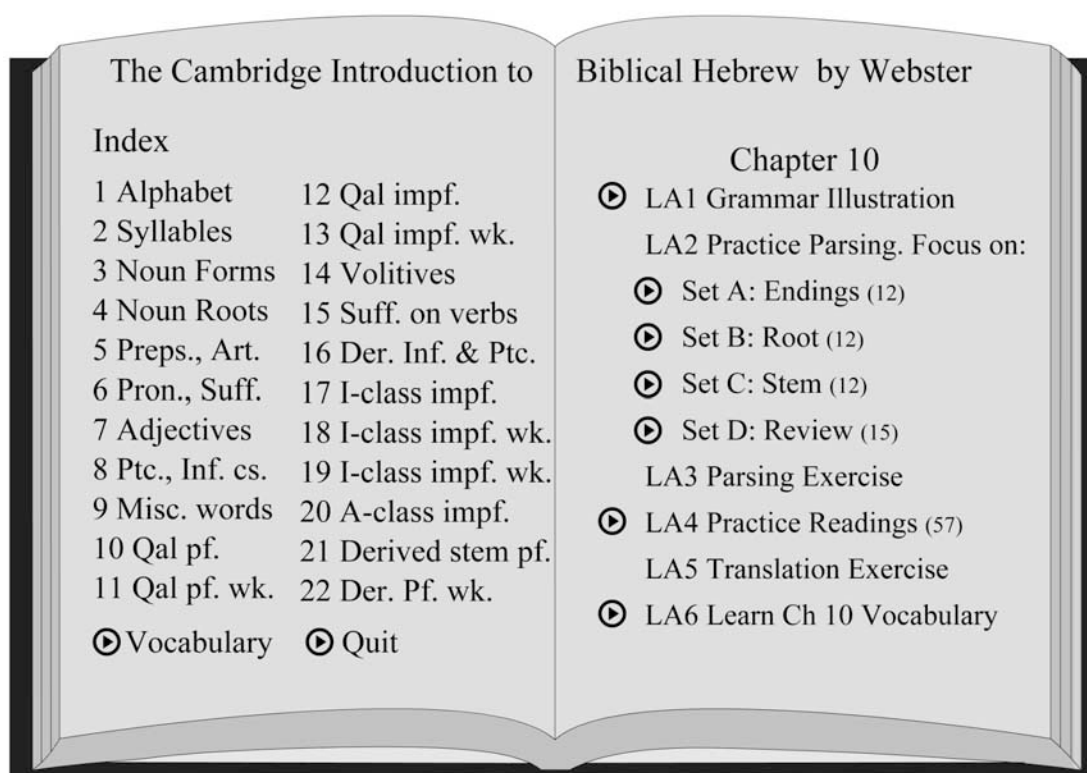 The Cambridge Introduction to Biblical Hebrew by Webster
Index
1 Alphabet
2 Syllables
3 Noun Forms
4 Noun Roots
5 Preps., Art.
6 Pron., Suff.
7 Adjectives
8 Ptc., Inf. cs.
9 Misc. words
10 Qal pf.
11 Qal pf. wk.
12 Qal impf.
13 Qal impf. wk.
14 Volitives
15 Suff. on verbs
16 Der. Inf. & Ptc.
17 I-class impf.
18 I-class impf. wk.
19 I-class impf. wk.
20 A-class impf.
21 Derived stem pf.
22 Der. Pf. wk.
Vocabulary
Quit
Chapter 10
LA1 Grammar Illustration
LA2 Practice Parsing. Focus on:
Set A: Endings (12)
Set B: Root (12)
Set C: Stem (12)
Set D: Review (15)
LA3 Parsing Exercise
LA4 Practice Readings (57)
LA5 Translation Exercise
LA6 Learn Ch 10 Vocabulary